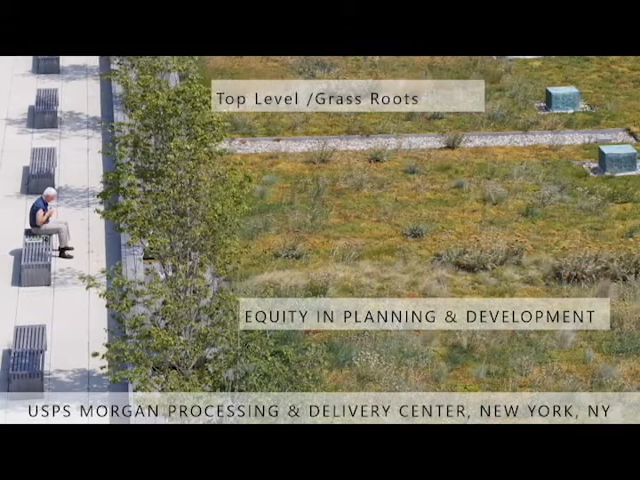 Top Level /Grass Roots
EQUITY IN PLANNING & DEVELOPMENT
USPS MORGAN PROCESSING & DELIVERY CENTER, NEW YORK, NY